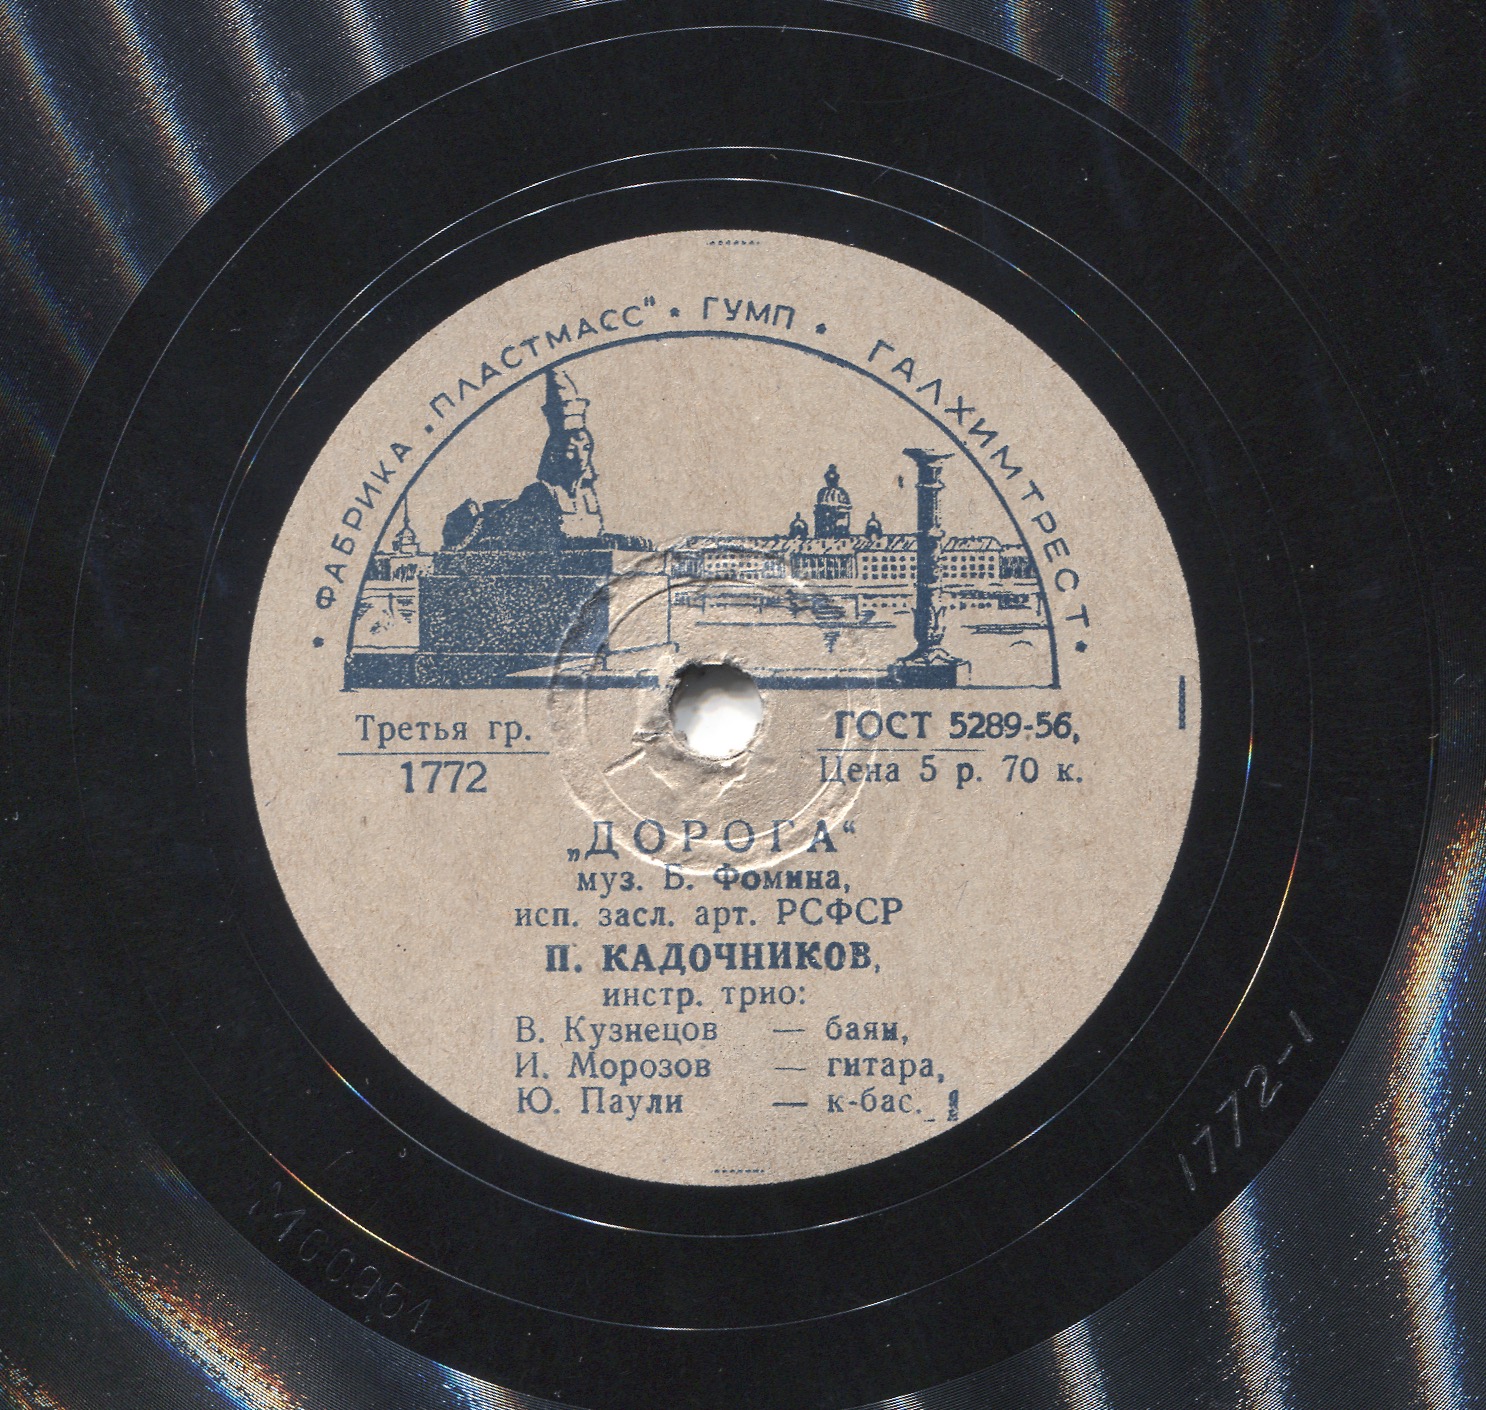 • ФАБРИКА „ПЛАСТМАСС“ • ГУМП • ГАЛХИМТРЕСТ •
Третья гр.
1772
ГОСТ 5289-56,
Цена 5 р. 70 к.
„ДОРОГА“
муз. Б. Фомина,
исп. засл. арт. РСФСР
П. КАДОЧНИКОВ,
инстр. трио:
В. Кузнецов — баян,
И. Морозов — гитара,
Ю. Паули — к-бас.
1772-1